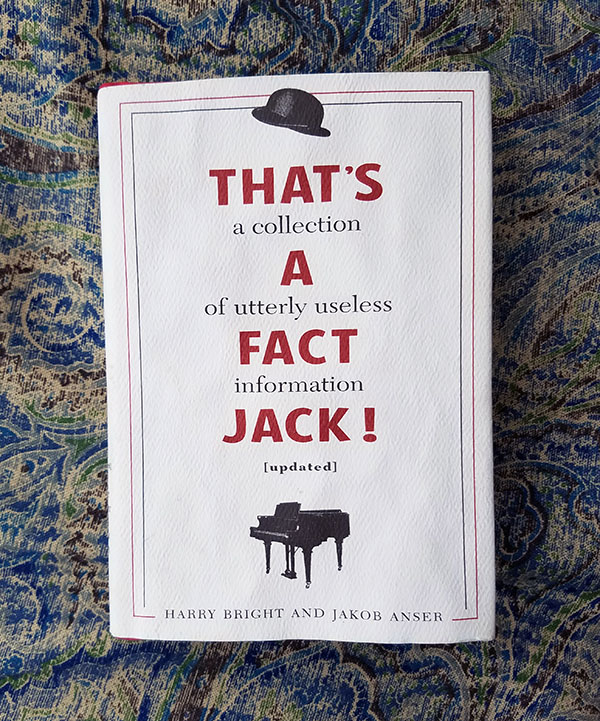 THAT'S
a collection
A
of utterly useless
FACT
information
JACK!
[updated]
HARRY BRIGHT AND JAKOB ANSER